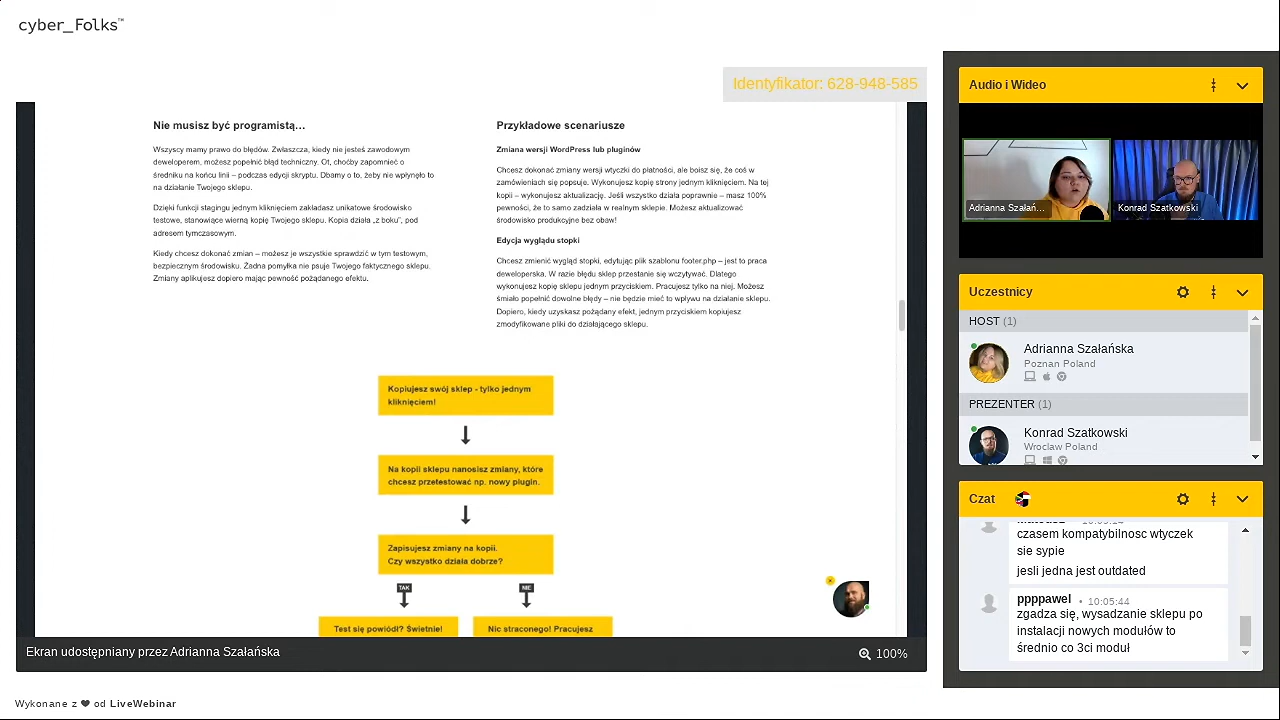 cyber_Folks™
Identyfikator: 628-948-585
Nie musisz być programistą…
Wszyscy mamy prawo do błędów. Zwłaszcza, kiedy nie jesteś zawodowym
deweloperem, możesz popełnić błąd techniczny. Ot, choćby zapomnieć o
średniku na końcu linii – podczas edycji skryptu. Dbamy o to, żeby nie wpłynęło to
na działanie Twojego sklepu.
Dzięki funkcji stagingu jednym kliknięciem zakładasz unikatowe środowisko
testowe, stanowiące wierną kopię Twojego sklepu. Kopia działa „z boku”, pod
adresem tymczasowym.
Kiedy chcesz dokonać zmian – możesz je wszystkie sprawdzić w tym testowym,
bezpiecznym środowisku. Żadna pomyłka nie psuje Twojego faktycznego sklepu.
Zmiany aplikujesz dopiero mając pewność pożądanego efektu.
Przykładowe scenariusze
Zmiana wersji WordPress lub pluginów
Chcesz dokonać zmiany wersji wtyczki do płatności, ale boisz się, że coś w
zamówieniach się popsuje. Wykonujesz kopię strony jednym kliknięciem. Na tej
kopii – wykonujesz aktualizację. Jeśli wszystko działa poprawnie – masz 100%
pewności, że to samo zadziała w realnym sklepie. Możesz aktualizować
środowisko produkcyjne bez obaw!
Edycja wyglądu stopki
Chcesz zmienić wygląd stopki, edytując plik szablonu footer.php – jest to praca
deweloperska. W razie błędu sklep przestanie się wczytywać. Dlatego
wykonujesz kopię sklepu jednym przyciskiem. Pracujesz tylko na niej. Możesz
śmiało popełnić dowolne błędy – nie będzie mieć to wpływu na działanie sklepu.
Dopiero, kiedy uzyskasz pożądany efekt, jednym przyciskiem kopiujesz
zmodyfikowane pliki do działającego sklepu.
Kopiujesz swój sklep - tylko jednym
kliknięciem!
Na kopii sklepu nanosisz zmiany, które
chcesz przetestować np. nowy plugin.
Zapisujesz zmiany na kopii.
Czy wszystko działa dobrze?
TAK
NIE
Test się powiódł? Świetnie!
Nic straconego! Pracujesz
Ekran udostępniany przez Adrianna Szałańska
100%
Wykonane z ❤ od LiveWebinar
Audio i Wideo
Adrianna Szałań...
Konrad Szatkowski
Uczestnicy
HOST (1)
Adrianna Szałańska
Poznan Poland
PREZENTER (1)
Konrad Szatkowski
Wroclaw Poland
Czat
czasem kompatybilnosc wtyczek
sie sypie
jesli jedna jest outdated
ppppawel • 10:05:44
zgadza się, wysadzanie sklepu po
instalacji nowych modułów to
średnio co 3ci moduł